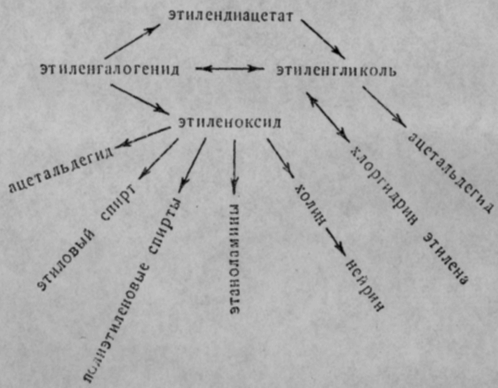 этилендиацетат
этиленгалогенид
этиленгликоль
этиленоксид
ацетальдегид
этиловый спирт
полиэтиленовые спирты
этаноламины
холин
нейрин
хлоргидрин этилена
ацетальдегид